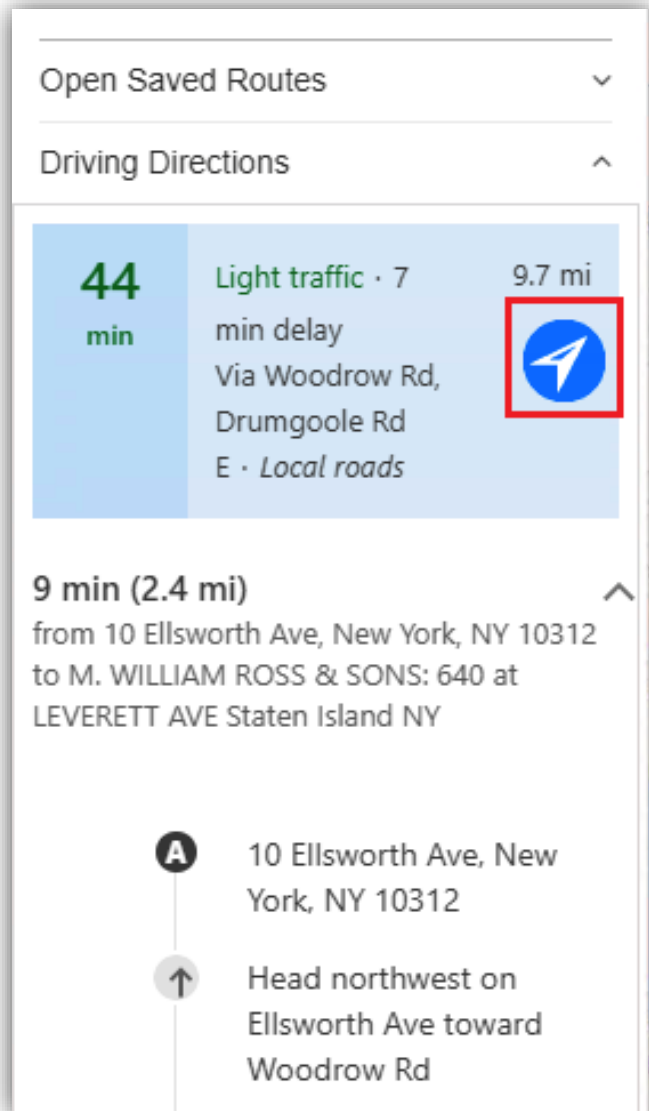 Open Saved Routes
Driving Directions
44
min
Light traffic · 7
min delay
Via Woodrow Rd,
Drumgoole Rd
E · Local roads
9.7 mi
9 min (2.4 mi)
from 10 Ellsworth Ave, New York, NY 10312
to M. WILLIAM ROSS & SONS: 640 at
LEVERETT AVE Staten Island NY
A
10 Ellsworth Ave, New
York, NY 10312
Head northwest on
Ellsworth Ave toward
Woodrow Rd